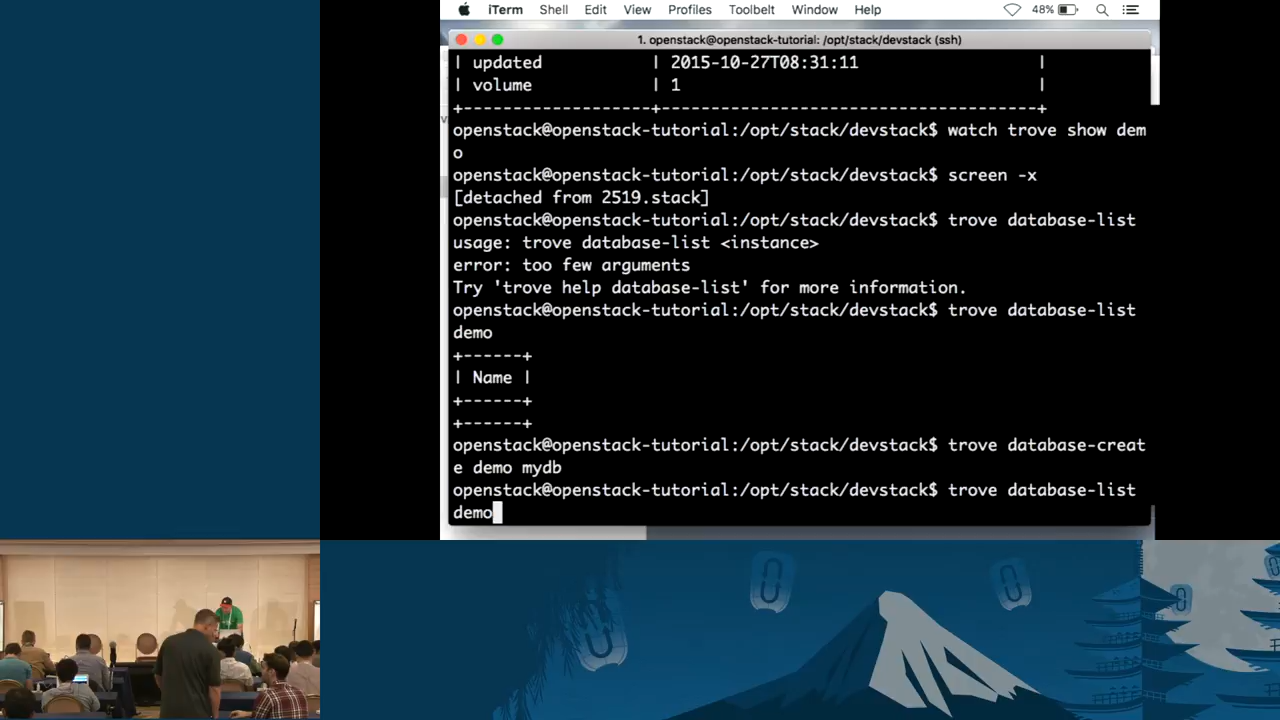 iTerm Shell Edit View Profiles Toolbelt Window Help 48%
1. openstack@openstack-tutorial: /opt/stack/devstack (ssh)
| updated | 2015-10-27T08:31:11 |
| volume | 1 |
+-------------------+--------------------------------------+
openstack@openstack-tutorial:/opt/stack/devstack$ watch trove show dem
o
openstack@openstack-tutorial:/opt/stack/devstack$ screen -x
[detached from 2519.stack]
openstack@openstack-tutorial:/opt/stack/devstack$ trove database-list
usage: trove database-list <instance>
error: too few arguments
Try 'trove help database-list' for more information.
openstack@openstack-tutorial:/opt/stack/devstack$ trove database-list
demo
+------+
| Name |
+------+
+------+
openstack@openstack-tutorial:/opt/stack/devstack$ trove database-creat
e demo mydb
openstack@openstack-tutorial:/opt/stack/devstack$ trove database-list
demo